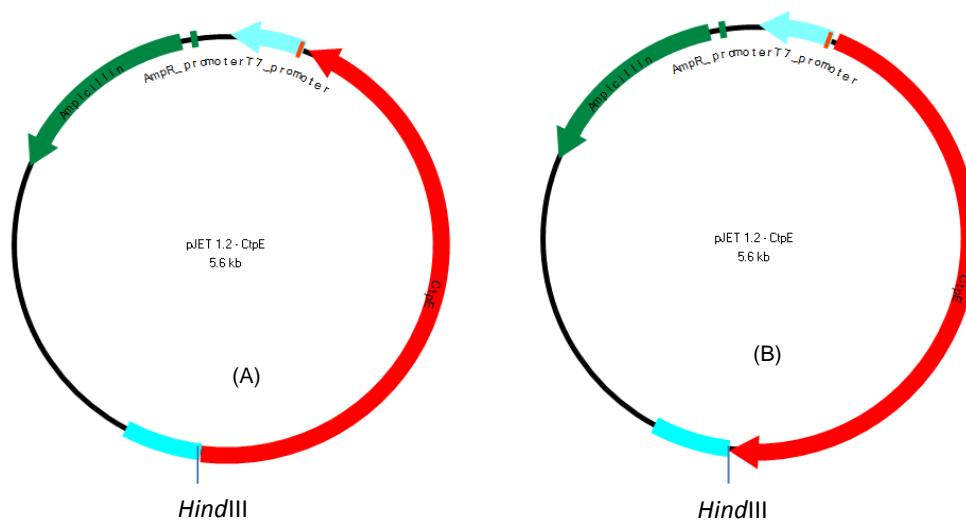 Ampicillin
AmpR_promoter
T7_promoter
pJET 1.2 - CtpE
5.6 kb
CtpE
(A)
HindIII
Ampicillin
AmpR_promoter
T7_promoter
pJET 1.2 - CtpE
5.6 kb
CtpE
(B)
HindIII